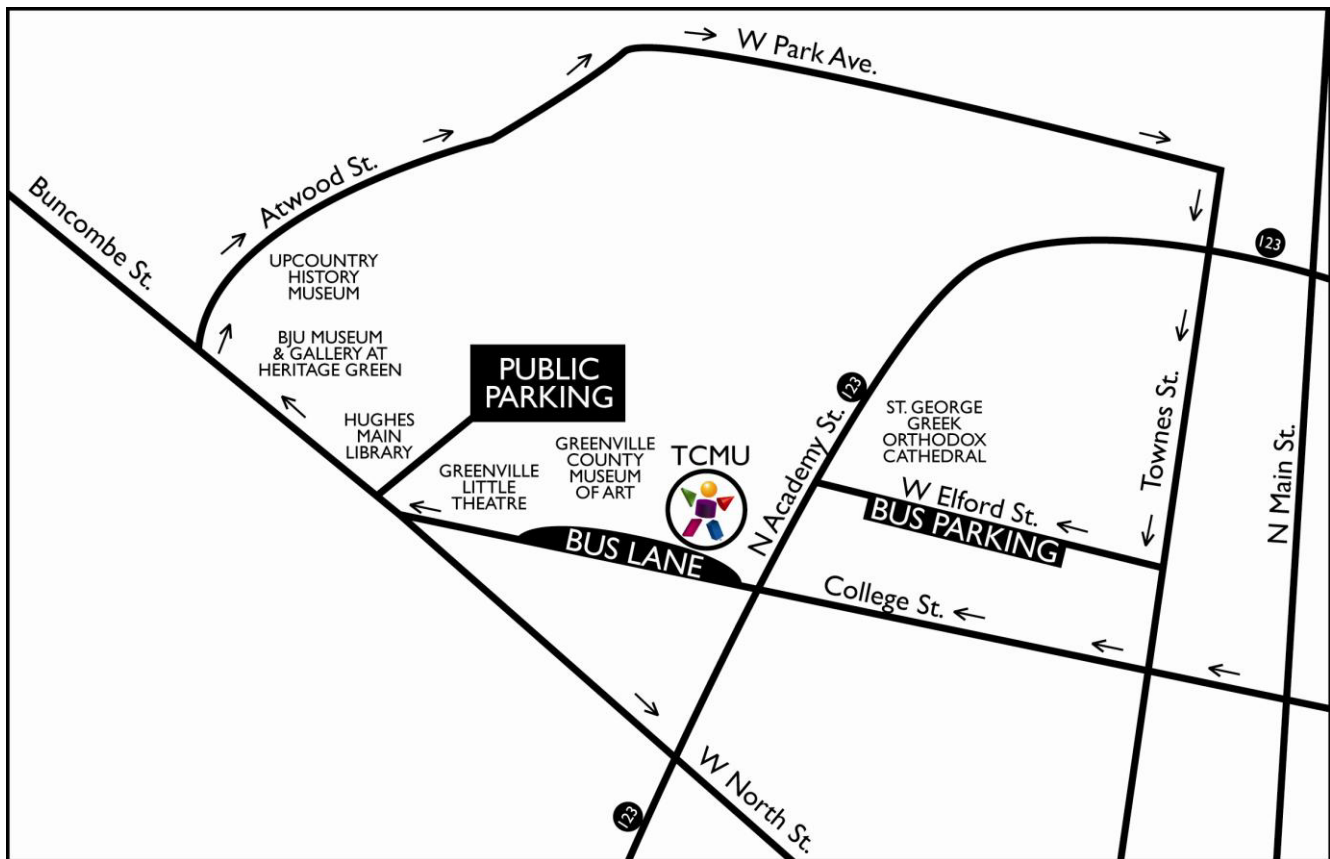 W Park Ave.
Atwood St.
Buncombe St.
123
UPCOUNTRY
HISTORY
MUSEUM
BJU MUSEUM
& GALLERY AT
HERITAGE GREEN
PUBLIC
PARKING
HUGHES
MAIN
LIBRARY
GREENVILLE
LITTLE
THEATRE
GREENVILLE
COUNTY
MUSEUM
OF ART
TCMU
BUS LANE
N Academy St.
123
ST. GEORGE
GREEK
ORTHODOX
CATHEDRAL
W Elford St.
BUS PARKING
Townes St.
N Main St.
College St.
W North St.
123